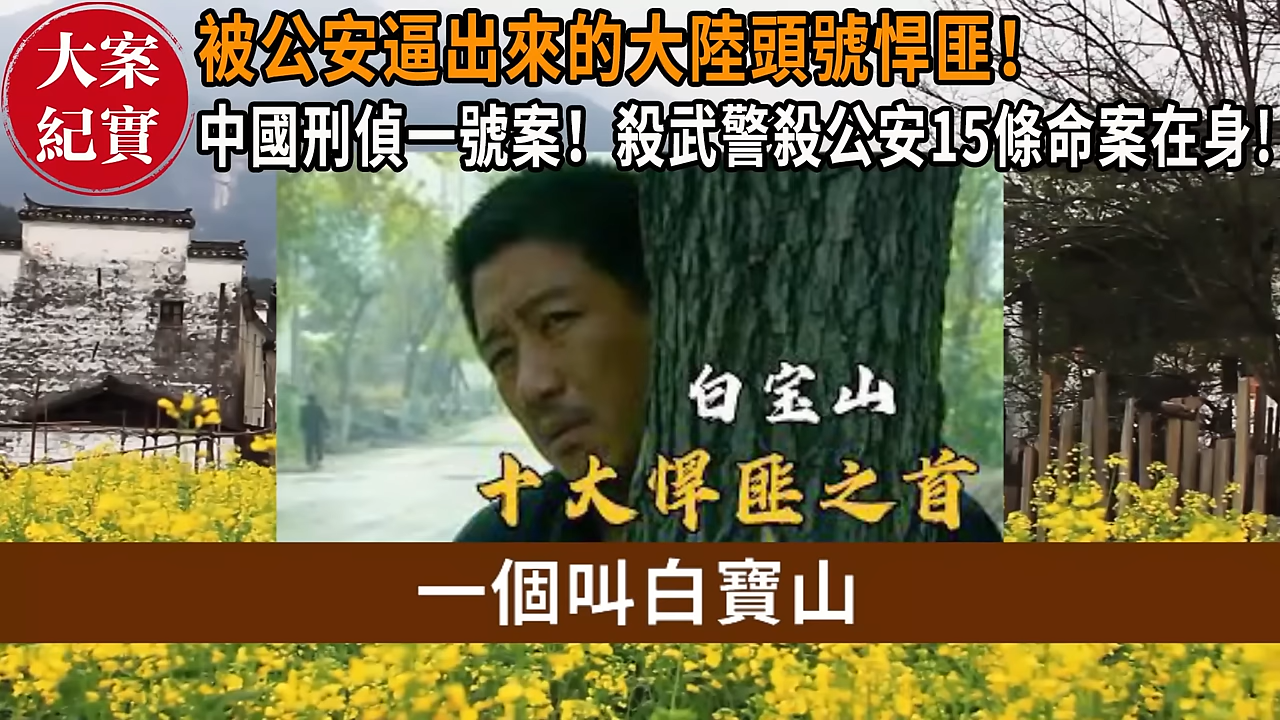 大案
紀實
被公安逼出來的大陸頭號悍匪！
中國刑偵一號案！殺武警殺公安15條命案在身！
白宝山
十大悍匪之首
一個叫白寶山